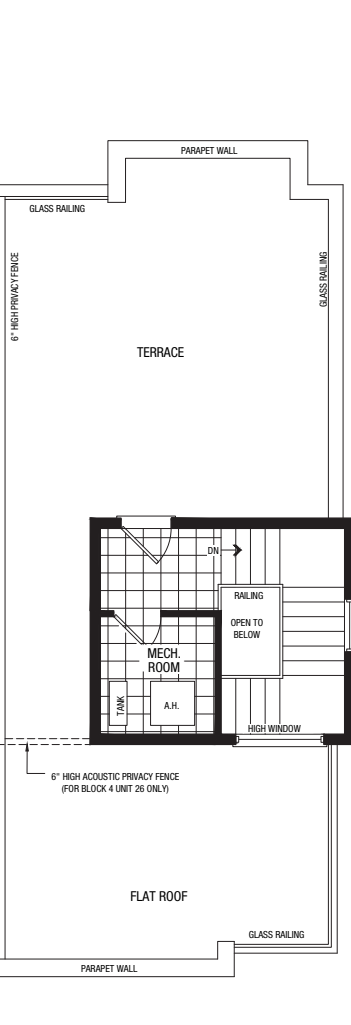 PARAPET WALL
GLASS RAILING
6" HIGH PRIVACY FENCE
GLASS RAILING
TERRACE
DN
RAILING
OPEN TO
BELOW
MECH.
ROOM
TANK
A.H.
HIGH WINDOW
6" HIGH ACOUSTIC PRIVACY FENCE
(FOR BLOCK 4 UNIT 26 ONLY)
FLAT ROOF
GLASS RAILING
PARAPET WALL